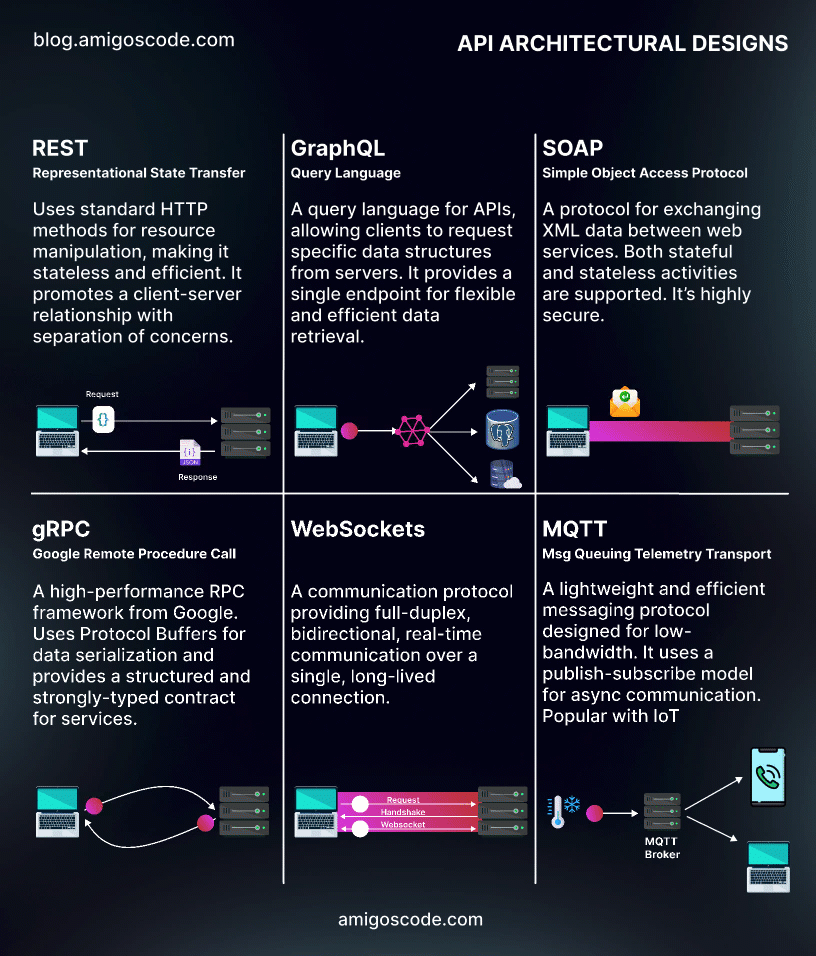 blog.amigoscode.com
API ARCHITECTURAL DESIGNS
REST
Representational State Transfer
Uses standard HTTP
methods for resource
manipulation, making it
stateless and efficient. It
promotes a client-server
relationship with
separation of concerns.
Request
{}
{i}
JSON
Response
GraphQL
Query Language
A query language for APIs,
allowing clients to request
specific data structures
from servers. It provides a
single endpoint for flexible
and efficient data
retrieval.
SOAP
Simple Object Access Protocol
A protocol for exchanging
XML data between web
services. Both stateful
and stateless activities
are supported. It’s highly
secure.
gRPC
Google Remote Procedure Call
A high-performance RPC
framework from Google.
Uses Protocol Buffers for
data serialization and
provides a structured and
strongly-typed contract
for services.
WebSockets
A communication protocol
providing full-duplex,
bidirectional, real-time
communication over a
single, long-lived
connection.
Request
Handshake
Websocket
MQTT
Msg Queuing Telemetry Transport
A lightweight and efficient
messaging protocol
designed for low-
bandwidth. It uses a
publish-subscribe model
for async communication.
Popular with IoT
MQTT
Broker
amigoscode.com